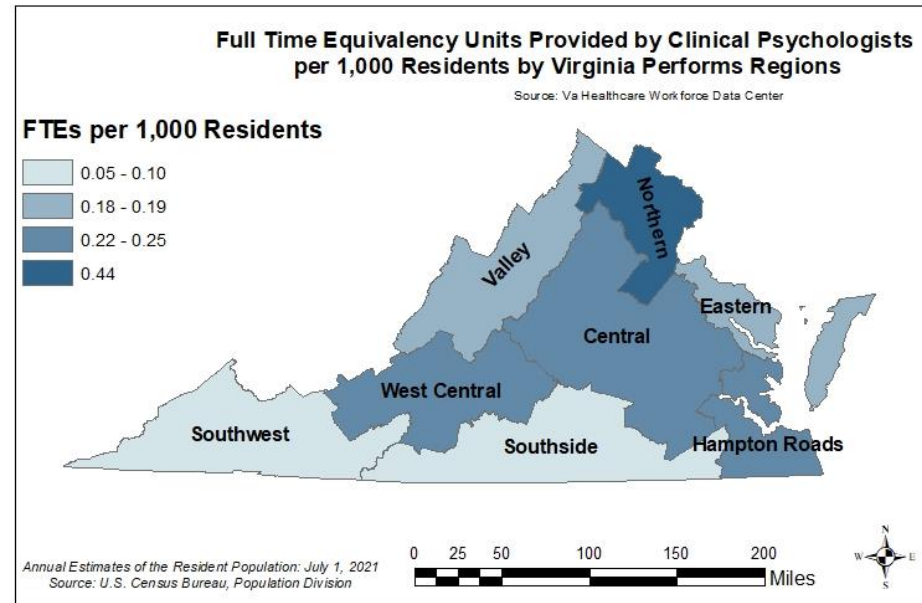 Full Time Equivalency Units Provided by Clinical Psychologists
per 1,000 Residents by Virginia Performs Regions
Source: Va Healthcare Workforce Data Center
FTEs per 1,000 Residents
0.05 - 0.10
0.18 - 0.19
0.22 - 0.25
0.44
Northern
Valley
Eastern
Central
West Central
Southwest
Southside
Hampton Roads
Annual Estimates of the Resident Population: July 1, 2021
Source: U.S. Census Bureau, Population Division
0 25 50 100 150 200
Miles
N
W E
S